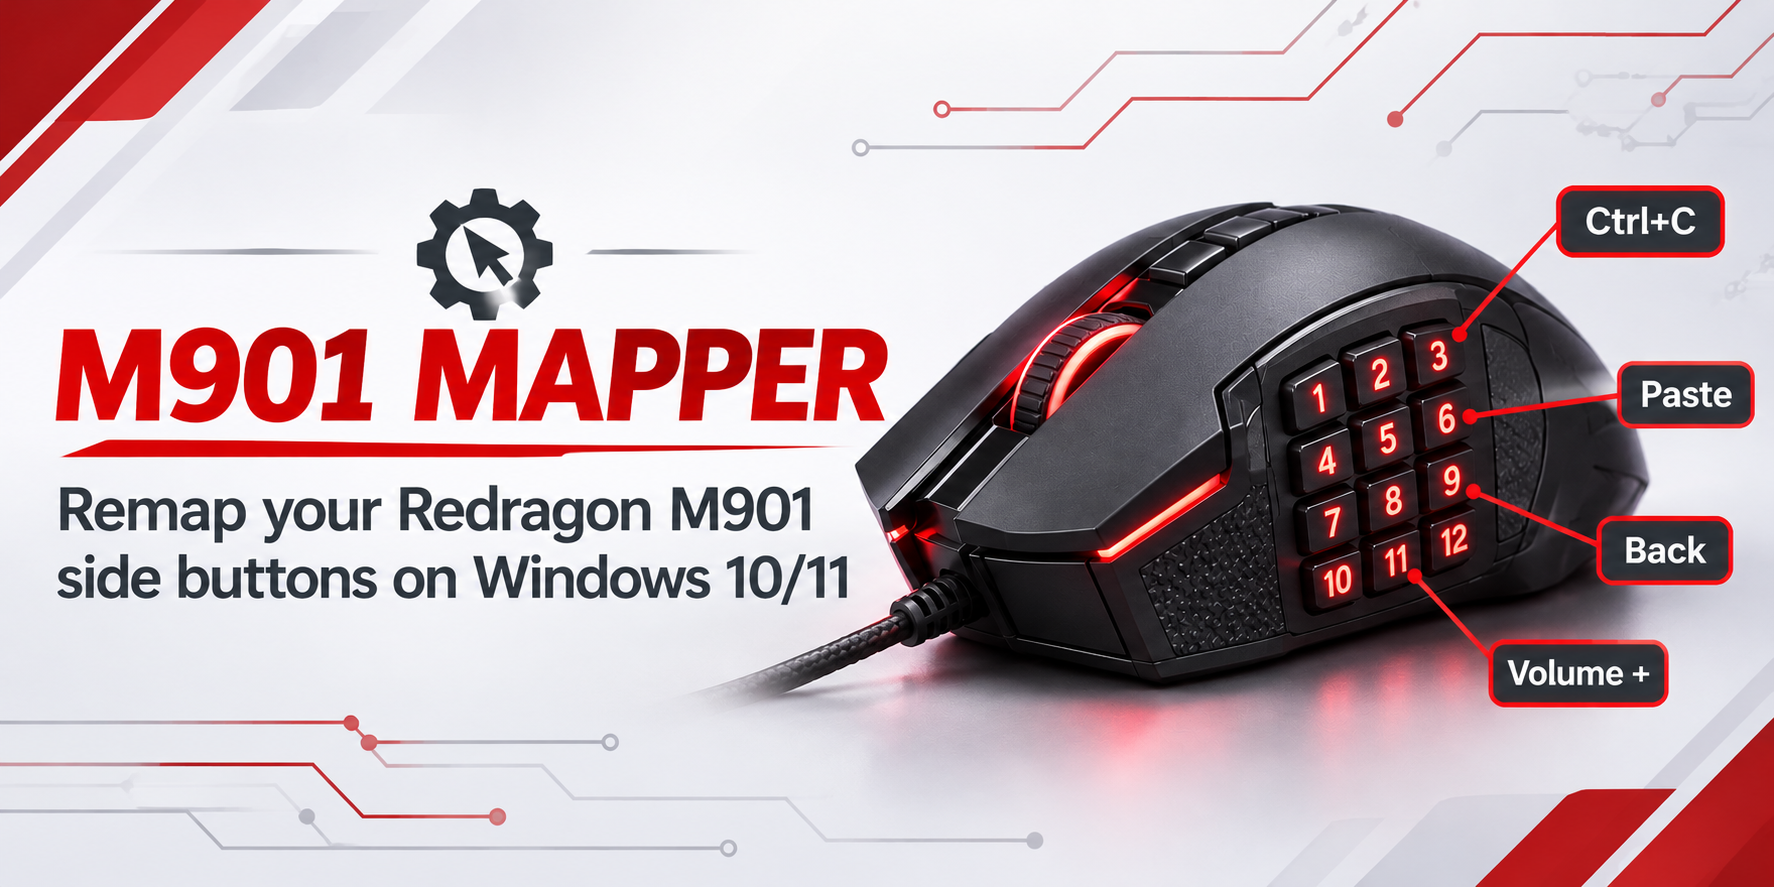 M901 MAPPER
Remap your Redragon M901
side buttons on Windows 10/11
Ctrl+C
Paste
Back
Volume +
1 2 3
4 5 6
7 8 9
10 11 12